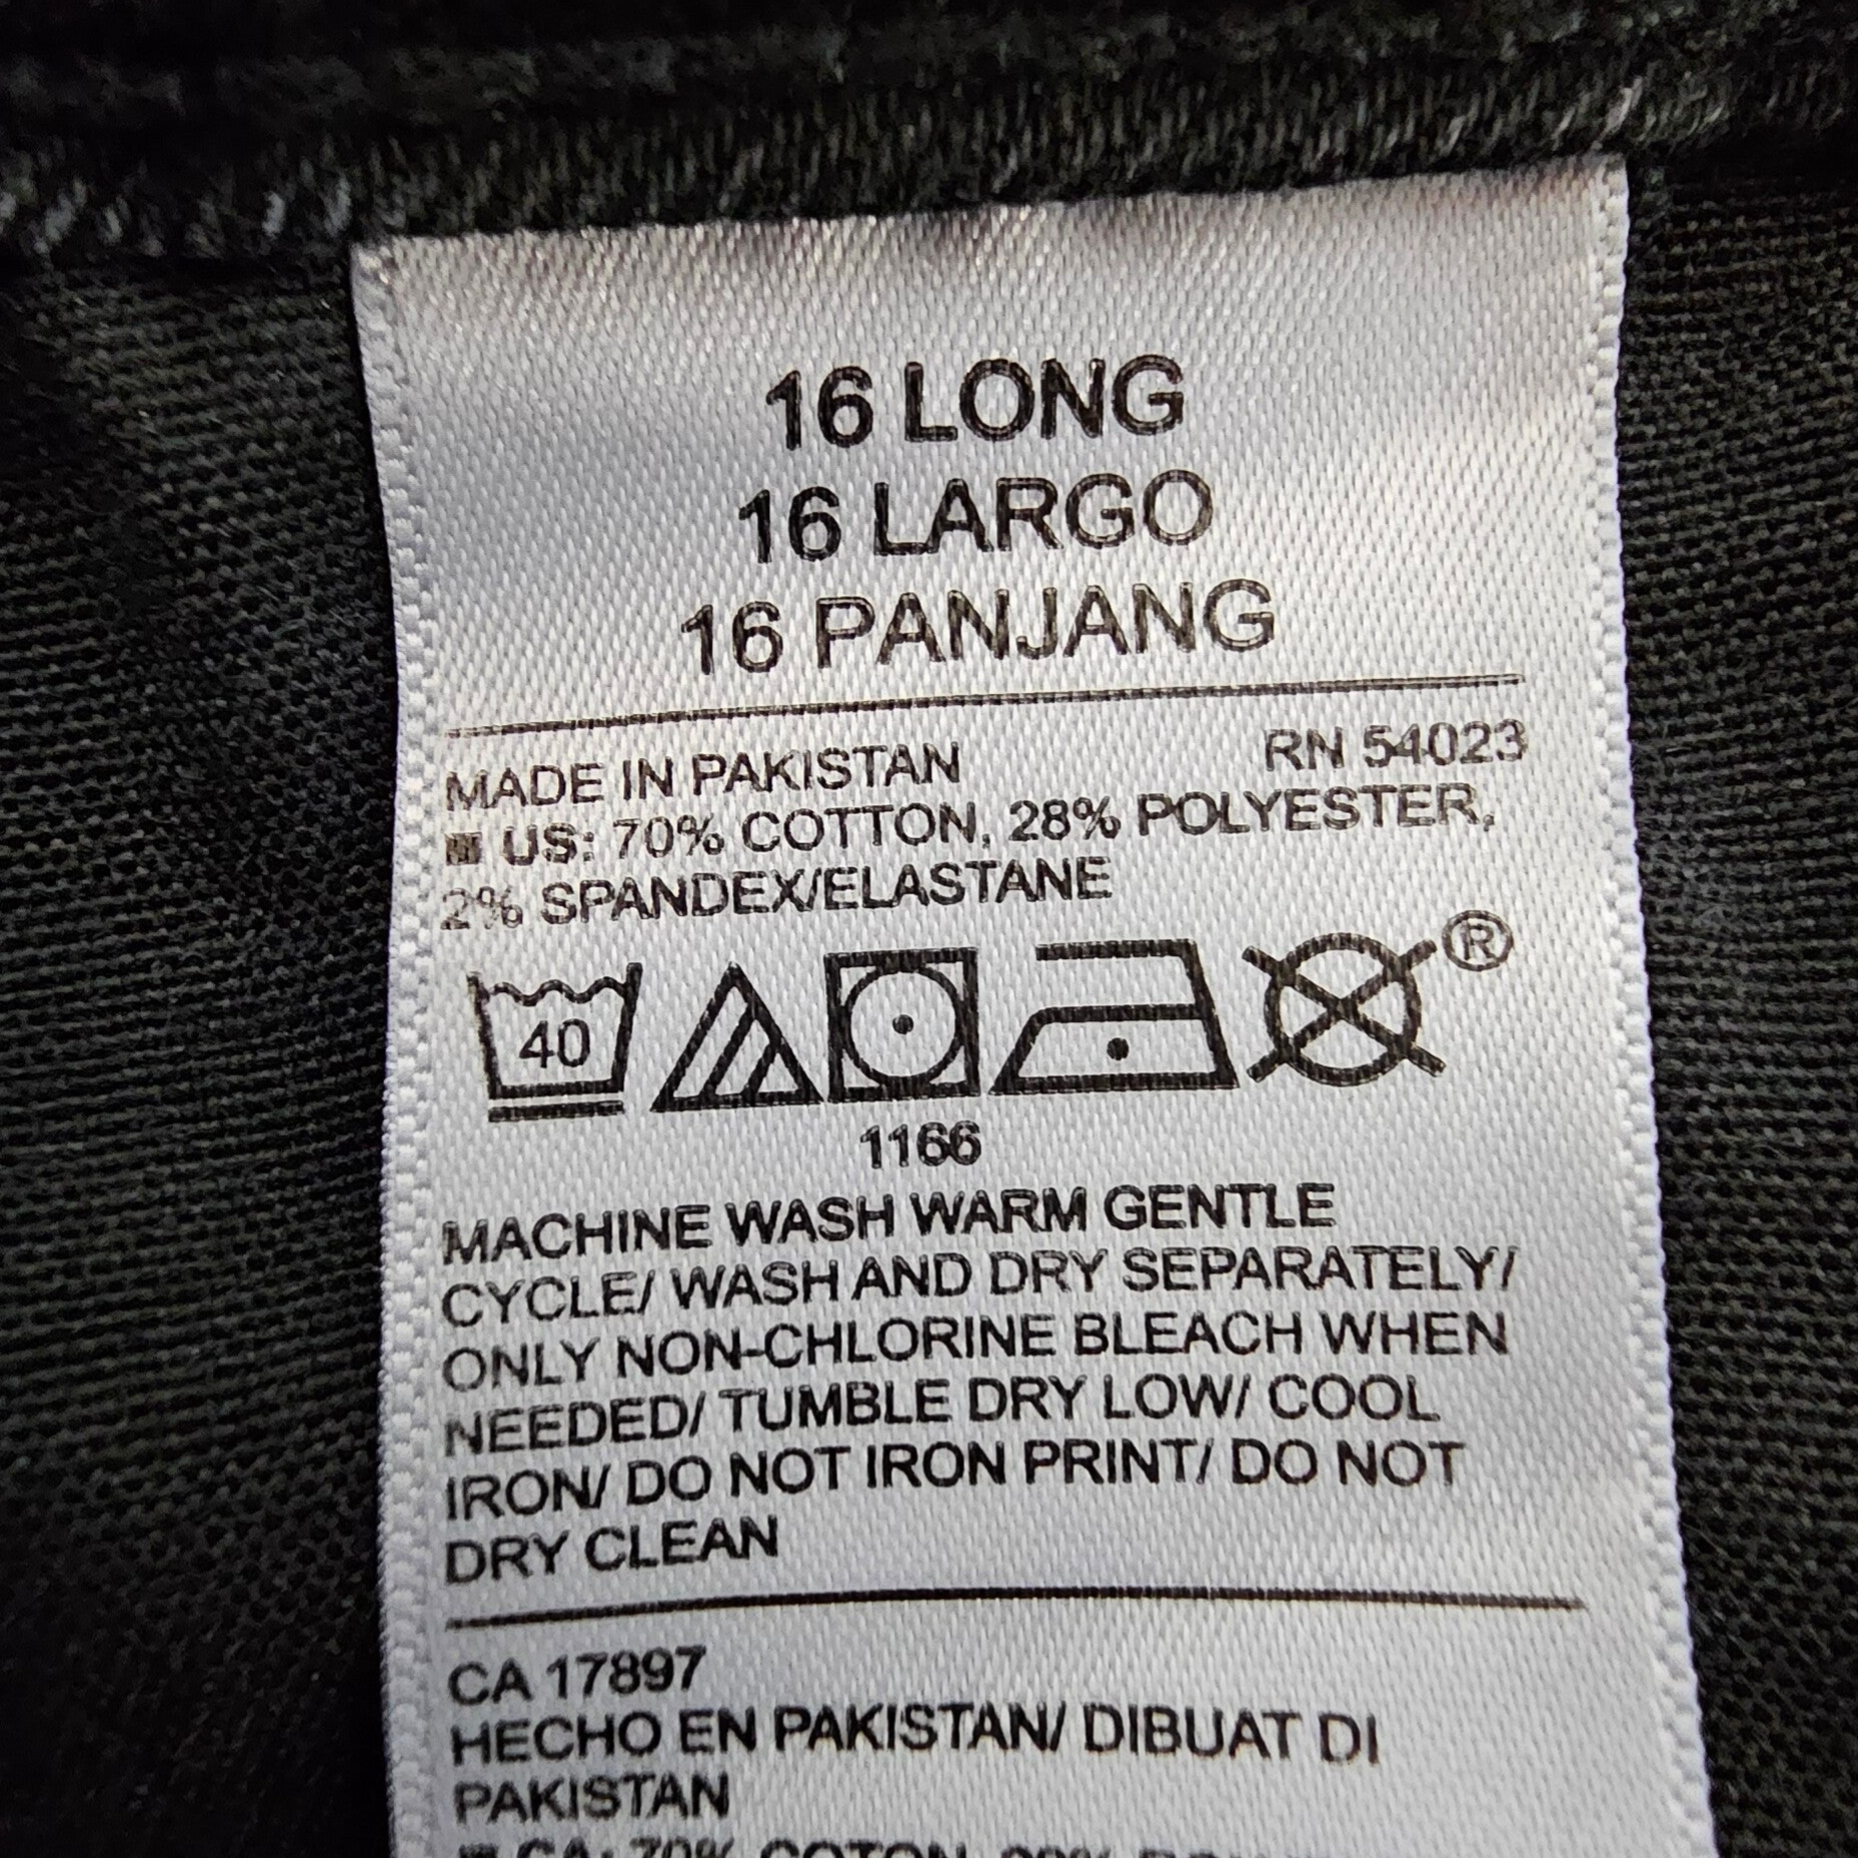 16 LONG
16 LARGO
16 PANJANG
MADE IN PAKISTAN RN 54023
US: 70% COTTON, 28% POLYESTER,
2% SPANDEX/ELASTANE
40 ®
1166
MACHINE WASH WARM GENTLE
CYCLE/ WASH AND DRY SEPARATELY/
ONLY NON-CHLORINE BLEACH WHEN
NEEDED/ TUMBLE DRY LOW/ COOL
IRON/ DO NOT IRON PRINT/ DO NOT
DRY CLEAN
CA 17897
HECHO EN PAKISTAN/ DIBUAT DI
PAKISTAN
CA: 70%